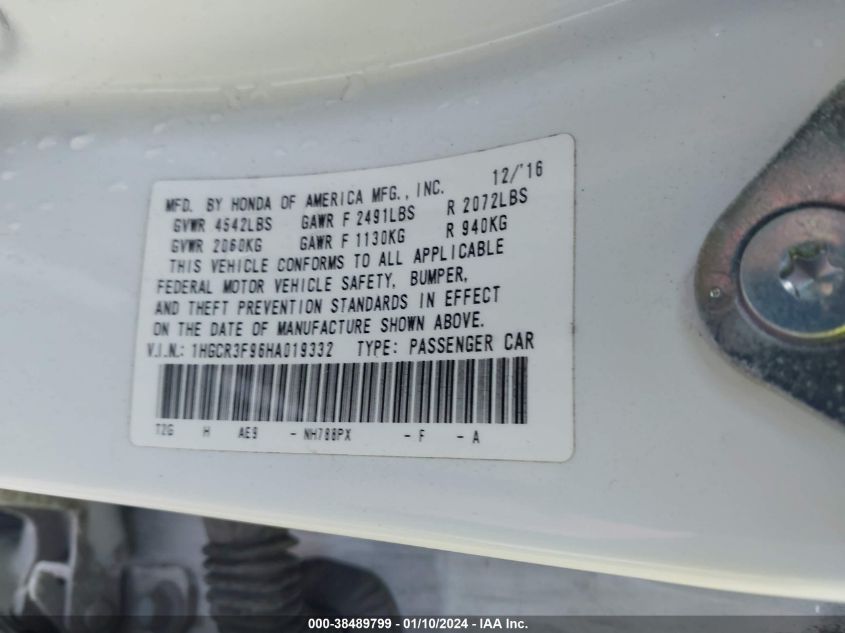 MFD. BY HONDA OF AMERICA MFG., INC. 12/'16
GVWR 4542LBS GAWR F 2491LBS R 2072LBS
GVWR 2060KG GAWR F 1130KG R 940KG
THIS VEHICLE CONFORMS TO ALL APPLICABLE
FEDERAL MOTOR VEHICLE SAFETY, BUMPER,
AND THEFT PREVENTION STANDARDS IN EFFECT
ON THE DATE OF MANUFACTURE SHOWN ABOVE.
V.I.N.: 1HGCR3F96HA019332 TYPE: PASSENGER CAR
T2G H AE9 - NH788PX - F - A
000-38489799 - 01/10/2024 - IAA Inc.